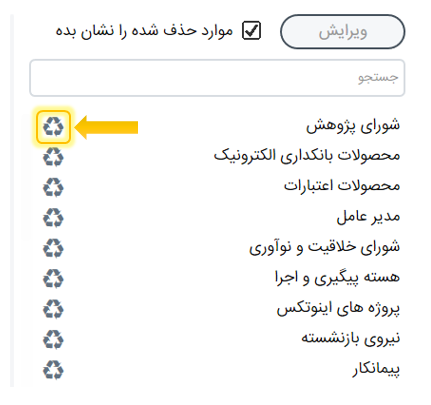 ویرایش
موارد حذف شده را نشان بده
جستجو
شورای پژوهش
محصولات بانکداری الکترونیک
محصولات اعتبارات
مدیر عامل
شورای خلاقیت و نوآوری
هسته پیگیری و اجرا
پروژه های اینوتکس
نیروی بازنشسته
پیمانکار